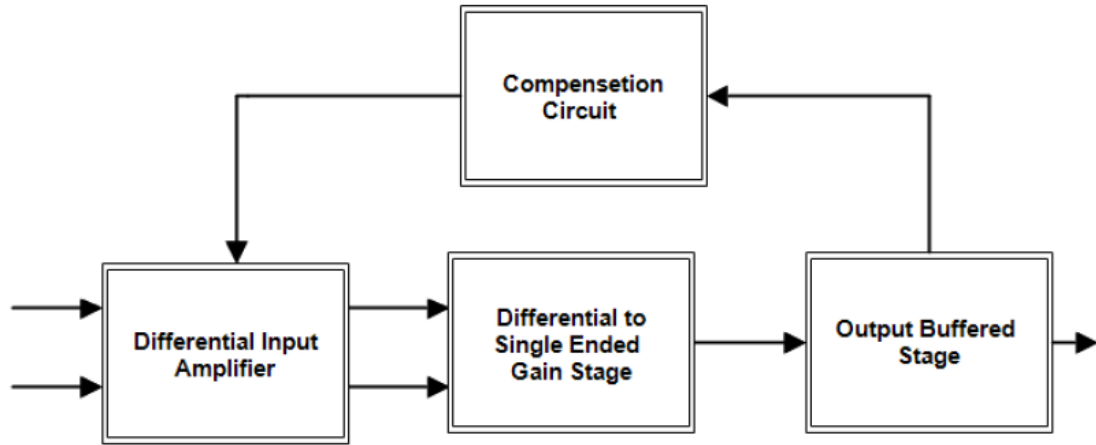 Compensetion
Circuit
Differential Input
Amplifier
Differential to
Single Ended
Gain Stage
Output Buffered
Stage